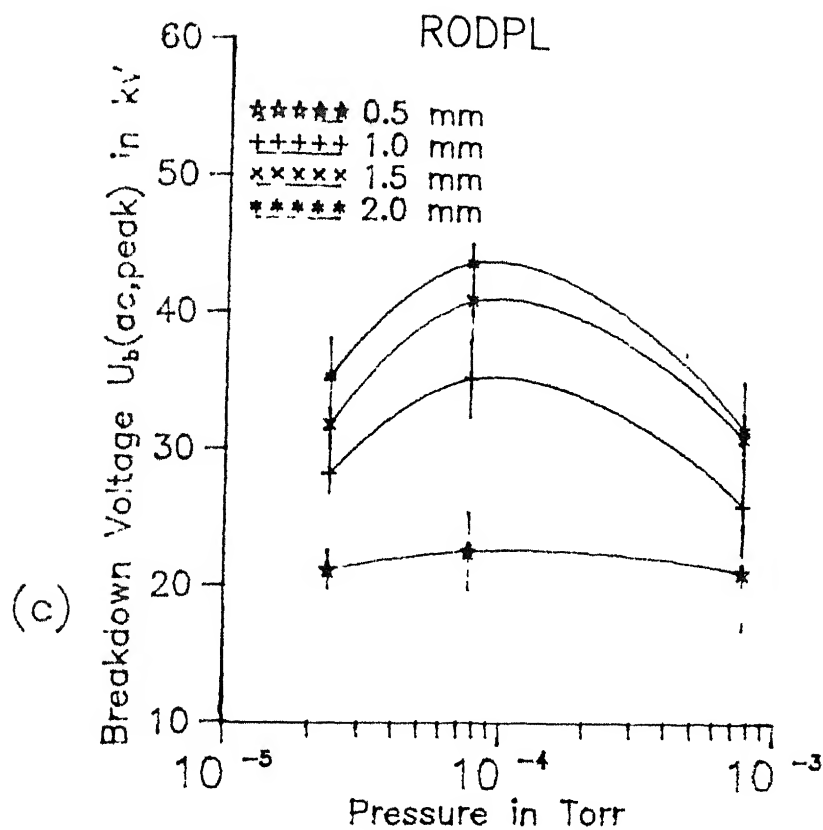 RODPL
60
50
40
30
20
10
Breakdown Voltage U_b(ac,peak) in kV
☆☆☆☆☆ 0.5 mm
+++++ 1.0 mm
××××× 1.5 mm
***** 2.0 mm
(c)
10^-5 10^-4 10^-3
Pressure in Torr